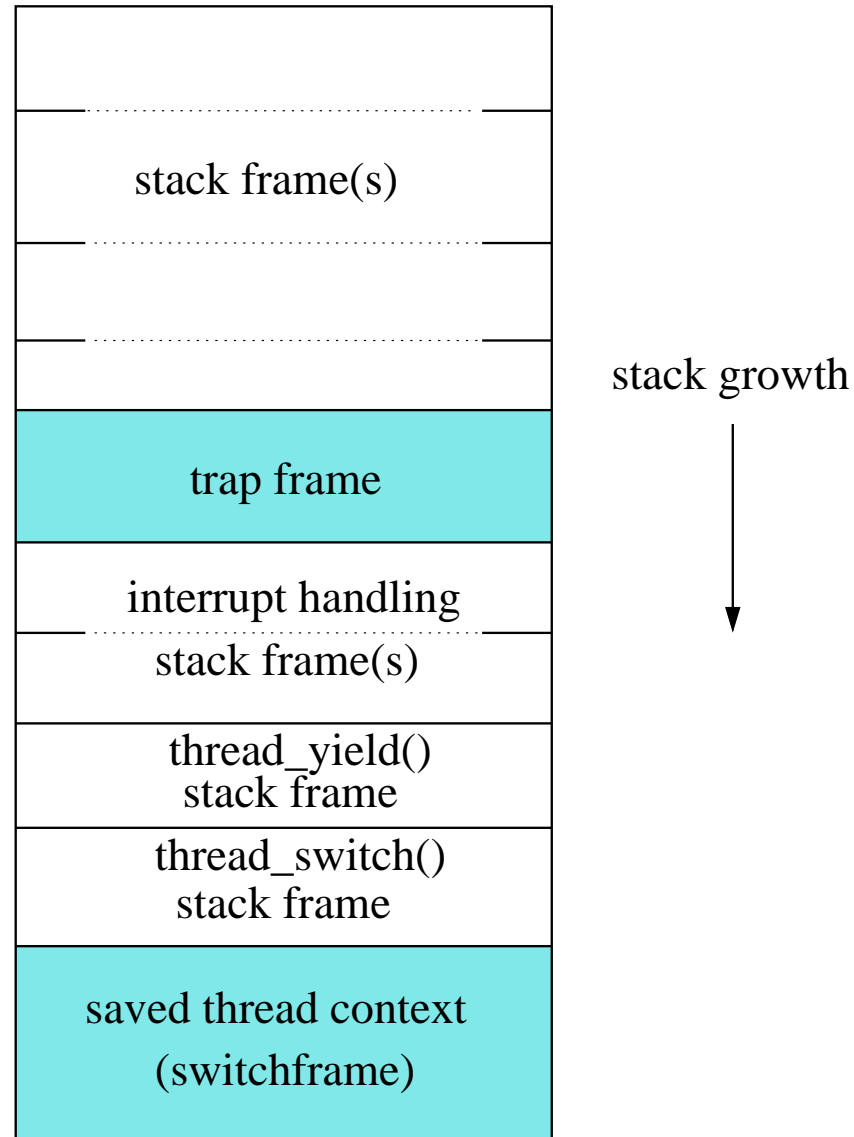 stack frame(s)
stack growth
trap frame
interrupt handling
stack frame(s)
thread_yield()
stack frame
thread_switch()
stack frame
saved thread context
(switchframe)